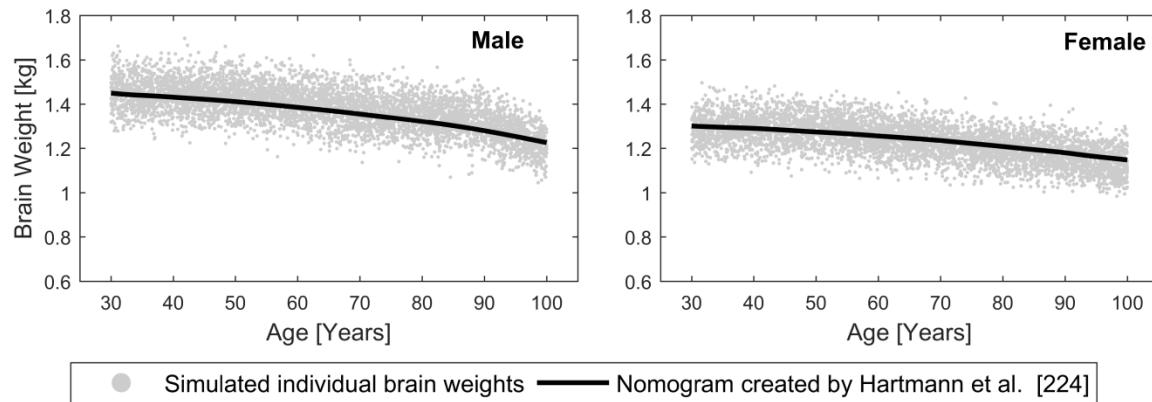 Male
Female
Brain Weight [kg]
1.8
1.6
1.4
1.2
1
0.8
0.6
30 40 50 60 70 80 90 100
Age [Years]
1.8
1.6
1.4
1.2
1
0.8
0.6
30 40 50 60 70 80 90 100
Age [Years]
Simulated individual brain weights
Nomogram created by Hartmann et al. [224]